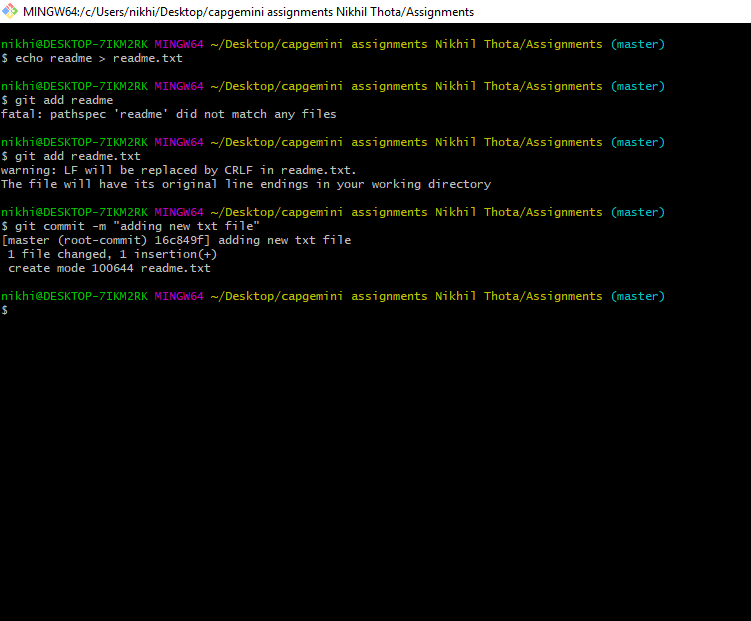 MINGW64:/c/Users/nikhi/Desktop/capgemini assignments Nikhil Thota/Assignments
nikhi@DESKTOP-7IKM2RK MINGW64 ~/Desktop/capgemini assignments Nikhil Thota/Assignments (master)
$ echo readme > readme.txt
nikhi@DESKTOP-7IKM2RK MINGW64 ~/Desktop/capgemini assignments Nikhil Thota/Assignments (master)
$ git add readme
fatal: pathspec 'readme' did not match any files
nikhi@DESKTOP-7IKM2RK MINGW64 ~/Desktop/capgemini assignments Nikhil Thota/Assignments (master)
$ git add readme.txt
warning: LF will be replaced by CRLF in readme.txt.
The file will have its original line endings in your working directory
nikhi@DESKTOP-7IKM2RK MINGW64 ~/Desktop/capgemini assignments Nikhil Thota/Assignments (master)
$ git commit -m "adding new txt file"
[master (root-commit) 16c849f] adding new txt file
 1 file changed, 1 insertion(+)
 create mode 100644 readme.txt
nikhi@DESKTOP-7IKM2RK MINGW64 ~/Desktop/capgemini assignments Nikhil Thota/Assignments (master)
$